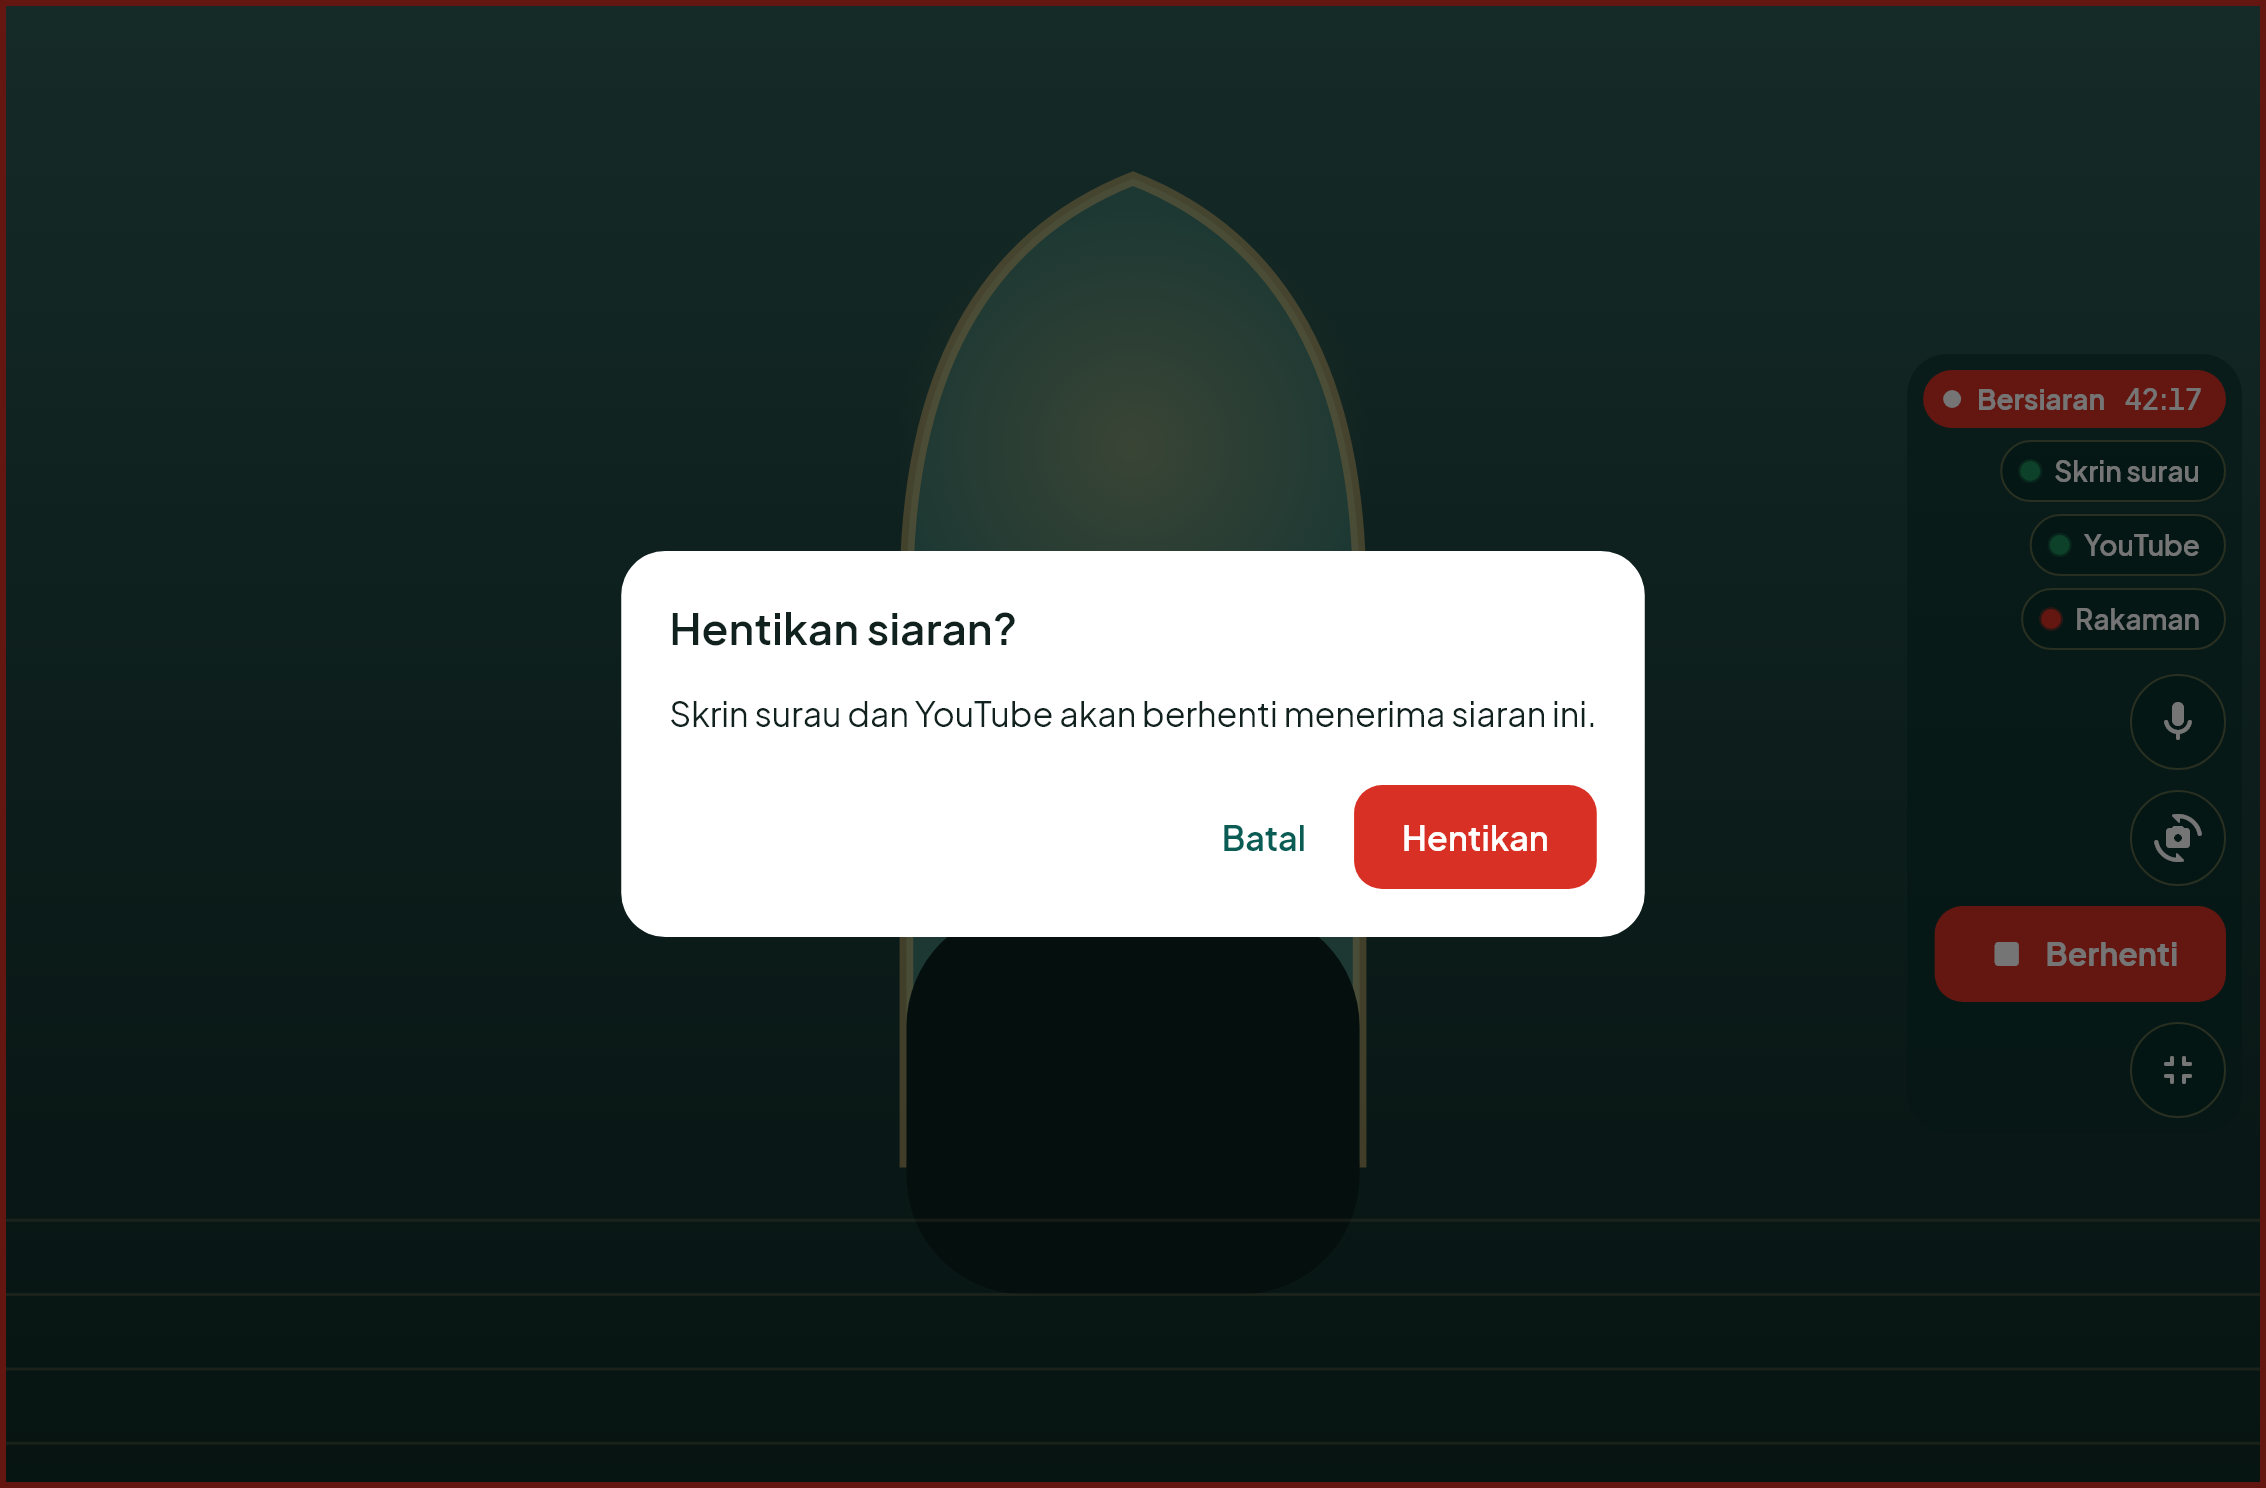 Bersiaran 42:17
Skrin surau
YouTube
Rakaman
Hentikan siaran?
Skrin surau dan YouTube akan berhenti menerima siaran ini.
Batal Hentikan
Berhenti